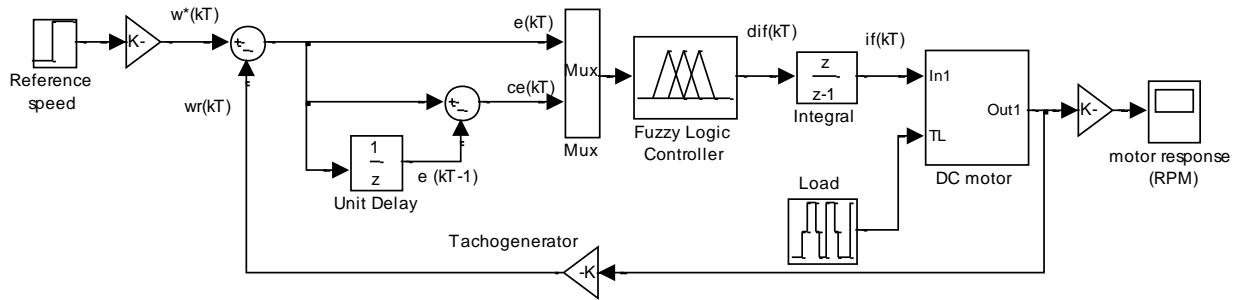 w*(kT)
e(kT)
dif(kT)
if(kT)
K-
+
-
Mux
z
z-1
In1
Out1
TL
K-
Reference
speed
wr(kT)
ce(kT)
+
-
Integral
Fuzzy Logic
Controller
Mux
1
z
e (kT-1)
Unit Delay
Load
DC motor
motor response
(RPM)
Tachogenerator
-K